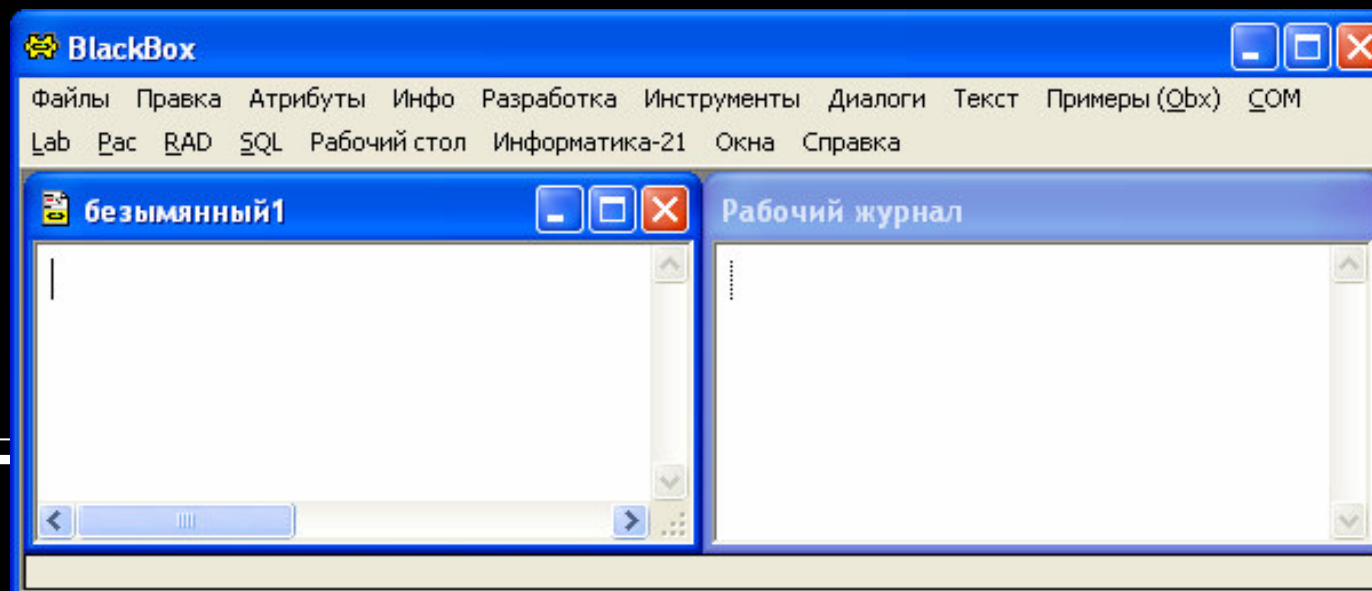 BlackBox
Файлы Правка Атрибуты Инфо Разработка Инструменты Диалоги Текст Примеры (Obx) COM
Lab Pac RAD SQL Рабочий стол Информатика-21 Окна Справка
безымянный1
Рабочий журнал